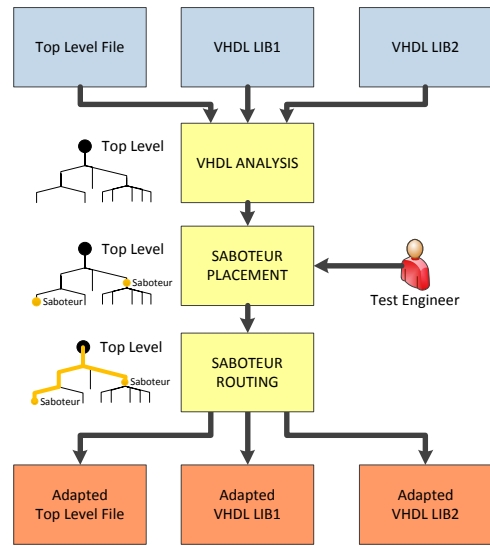 Top Level File
VHDL LIB1
VHDL LIB2
Top Level
VHDL ANALYSIS
Top Level
Saboteur
Saboteur
SABOTEUR
PLACEMENT
Test Engineer
Top Level
Saboteur
Saboteur
SABOTEUR
ROUTING
Adapted
Top Level File
Adapted
VHDL LIB1
Adapted
VHDL LIB2